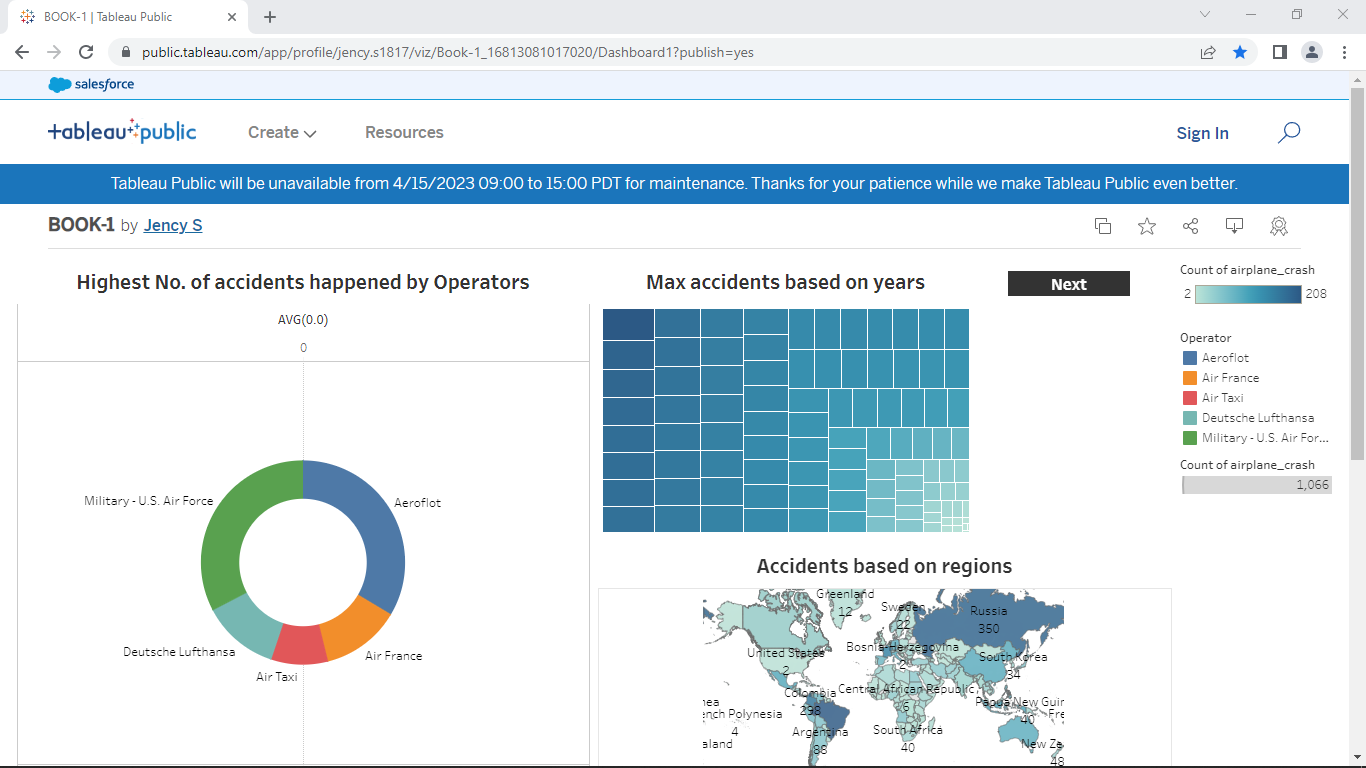 BOOK-1 | Tableau Public
public.tableau.com/app/profile/jency.s1817/viz/Book-1_16813081017020/Dashboard1?publish=yes
salesforce
+ableau public
Create
Resources
Sign In
Tableau Public will be unavailable from 4/15/2023 09:00 to 15:00 PDT for maintenance. Thanks for your patience while we make Tableau Public even better.
BOOK-1 by Jency S
Highest No. of accidents happened by Operators
AVG(0.0)
0
Military - U.S. Air Force
Aeroflot
Deutsche Lufthansa
Air France
Air Taxi
Max accidents based on years
Next
Count of airplane_crash
2
208
Operator
Aeroflot
Air France
Air Taxi
Deutsche Lufthansa
Military - U.S. Air For...
Count of airplane_crash
1,066
Accidents based on regions
Greenland
12
Sweden
22
Russia
350
United States
2
Bosnia-Herzegovina
2
South Korea
34
Colombia
298
Central African Republic
6
Papua New Guin
40
nea
ench Polynesia
4
Fre
Argentina
88
South Africa
40
aland
New Ze
48